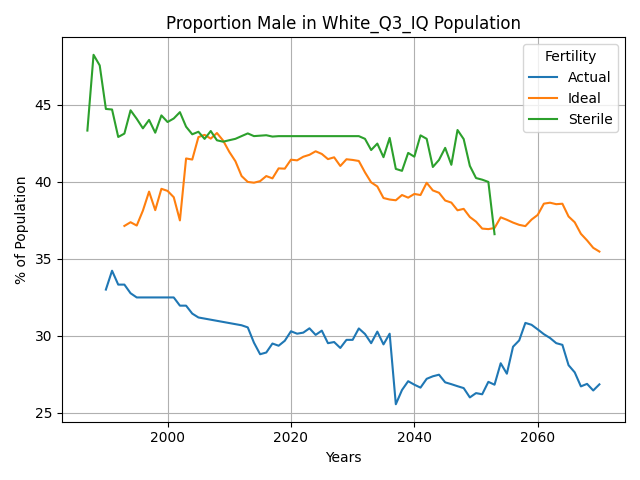 Proportion Male in White_Q3_IQ Population
% of Population
45
40
35
30
25
2000
2020
2040
2060
Years
Fertility
Actual
Ideal
Sterile